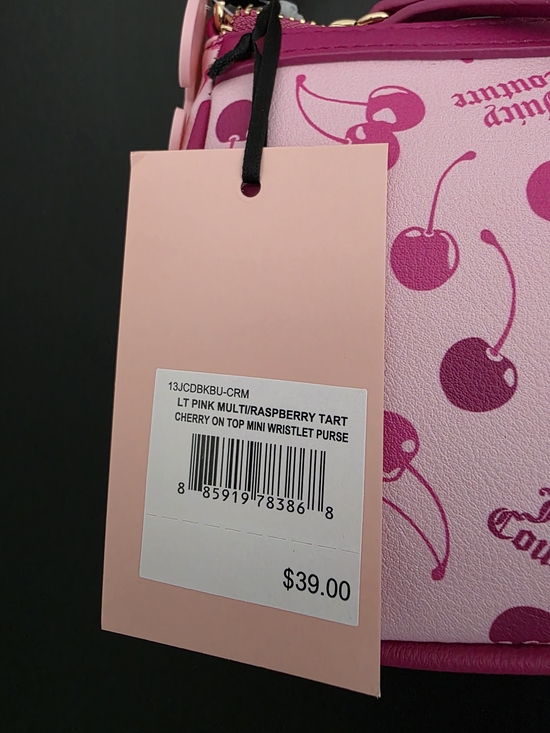 Juicy
Couture
13JCDBKBU-CRM
LT PINK MULTI/RASPBERRY TART
CHERRY ON TOP MINI WRISTLET PURSE
8 85919 78386 8
$39.00